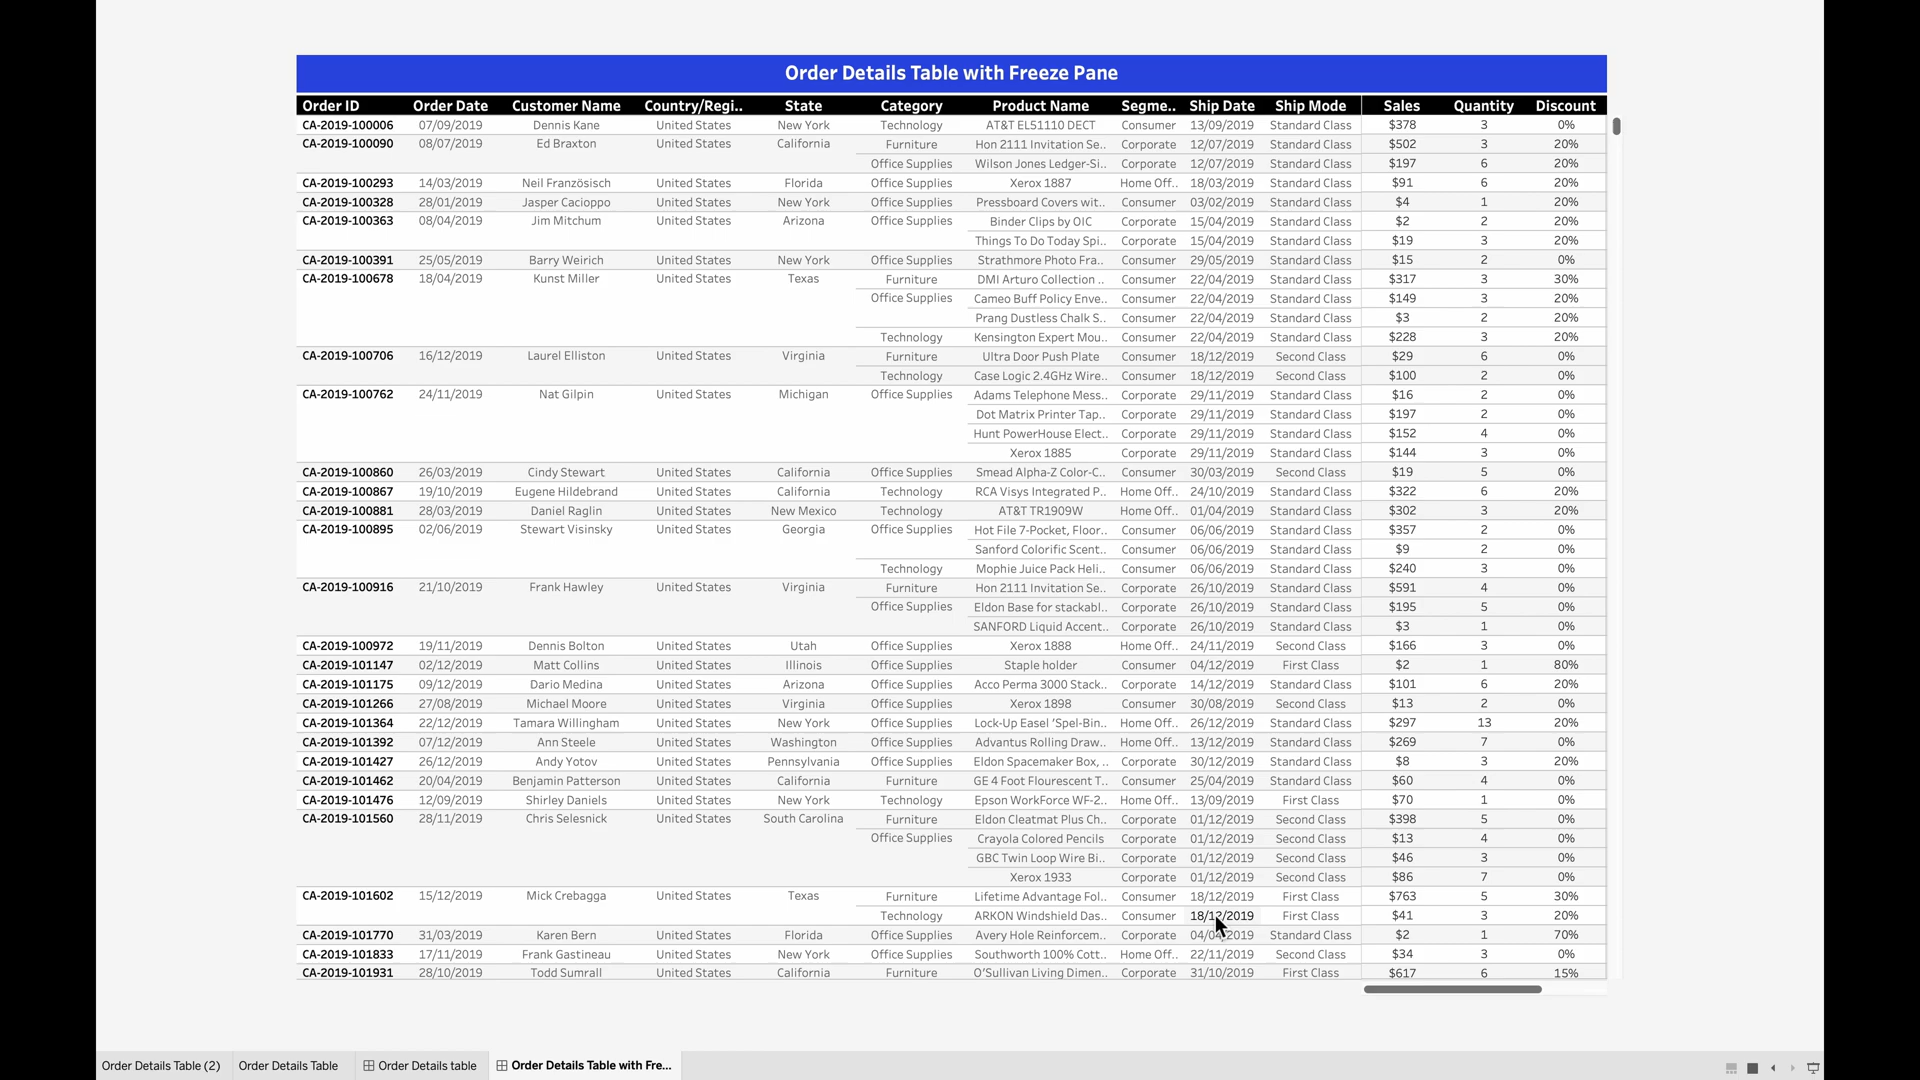 Order Details Table with Freeze Pane
Order ID Order Date Customer Name Country/Regi.. State Category Product Name Segme.. Ship Date Ship Mode Sales Quantity Discount
CA-2019-100006 07/09/2019 Dennis Kane United States New York Technology AT&T EL51110 DECT Consumer 13/09/2019 Standard Class $378 3 0%
CA-2019-100090 08/07/2019 Ed Braxton United States California Furniture Hon 2111 Invitation Se.. Corporate 12/07/2019 Standard Class $502 3 20%
Office Supplies Wilson Jones Ledger-Si.. Corporate 12/07/2019 Standard Class $197 6 20%
CA-2019-100293 14/03/2019 Neil Französisch United States Florida Office Supplies Xerox 1887 Home Off.. 18/03/2019 Standard Class $91 6 20%
CA-2019-100328 28/01/2019 Jasper Cacioppo United States New York Office Supplies Pressboard Covers wit.. Consumer 03/02/2019 Standard Class $4 1 20%
CA-2019-100363 08/04/2019 Jim Mitchum United States Arizona Office Supplies Binder Clips by OIC Corporate 15/04/2019 Standard Class $2 2 20%
Things To Do Today Spi.. Corporate 15/04/2019 Standard Class $19 3 20%
CA-2019-100391 25/05/2019 Barry Weirich United States New York Office Supplies Strathmore Photo Fra.. Consumer 29/05/2019 Standard Class $15 2 0%
CA-2019-100678 18/04/2019 Kunst Miller United States Texas Furniture DMI Arturo Collection .. Consumer 22/04/2019 Standard Class $317 3 30%
Office Supplies Cameo Buff Policy Enve.. Consumer 22/04/2019 Standard Class $149 3 20%
Prang Dustless Chalk S.. Consumer 22/04/2019 Standard Class $3 2 20%
Technology Kensington Expert Mou.. Consumer 22/04/2019 Standard Class $228 3 20%
CA-2019-100706 16/12/2019 Laurel Elliston United States Virginia Furniture Ultra Door Push Plate Consumer 18/12/2019 Second Class $29 6 0%
Technology Case Logic 2.4GHz Wire.. Consumer 18/12/2019 Second Class $100 2 0%
CA-2019-100762 24/11/2019 Nat Gilpin United States Michigan Office Supplies Adams Telephone Mess.. Corporate 29/11/2019 Standard Class $16 2 0%
Dot Matrix Printer Tap.. Corporate 29/11/2019 Standard Class $197 2 0%
Hunt PowerHouse Elect.. Corporate 29/11/2019 Standard Class $152 4 0%
Xerox 1885 Corporate 29/11/2019 Standard Class $144 3 0%
CA-2019-100860 26/03/2019 Cindy Stewart United States California Office Supplies Smead Alpha-Z Color-C.. Consumer 30/03/2019 Second Class $19 5 0%
CA-2019-100867 19/10/2019 Eugene Hildebrand United States California Technology RCA Visys Integrated P.. Home Off.. 24/10/2019 Standard Class $322 6 20%
CA-2019-100881 28/03/2019 Daniel Raglin United States New Mexico Technology AT&T TR1909W Home Off.. 01/04/2019 Standard Class $302 3 20%
CA-2019-100895 02/06/2019 Stewart Visinsky United States Georgia Office Supplies Hot File 7-Pocket, Floor.. Consumer 06/06/2019 Standard Class $357 2 0%
Sanford Colorific Scent.. Consumer 06/06/2019 Standard Class $9 2 0%
Technology Mophie Juice Pack Heli.. Consumer 06/06/2019 Standard Class $240 3 0%
CA-2019-100916 21/10/2019 Frank Hawley United States Virginia Furniture Hon 2111 Invitation Se.. Corporate 26/10/2019 Standard Class $591 4 0%
Office Supplies Eldon Base for stackabl.. Corporate 26/10/2019 Standard Class $195 5 0%
SANFORD Liquid Accent.. Corporate 26/10/2019 Standard Class $3 1 0%
CA-2019-100972 19/11/2019 Dennis Bolton United States Utah Office Supplies Xerox 1888 Home Off.. 24/11/2019 Second Class $166 3 0%
CA-2019-101147 02/12/2019 Matt Collins United States Illinois Office Supplies Staple holder Consumer 04/12/2019 First Class $2 1 80%
CA-2019-101175 09/12/2019 Dario Medina United States Arizona Office Supplies Acco Perma 3000 Stack.. Corporate 14/12/2019 Standard Class $101 6 20%
CA-2019-101266 27/08/2019 Michael Moore United States Virginia Office Supplies Xerox 1898 Consumer 30/08/2019 Second Class $13 2 0%
CA-2019-101364 22/12/2019 Tamara Willingham United States New York Office Supplies Lock-Up Easel 'Spel-Bin.. Home Off.. 26/12/2019 Standard Class $297 13 20%
CA-2019-101392 07/12/2019 Ann Steele United States Washington Office Supplies Advantus Rolling Draw.. Home Off.. 13/12/2019 Standard Class $269 7 0%
CA-2019-101427 26/12/2019 Andy Yotov United States Pennsylvania Office Supplies Eldon Spacemaker Box, .. Corporate 30/12/2019 Standard Class $8 3 20%
CA-2019-101462 20/04/2019 Benjamin Patterson United States California Furniture GE 4 Foot Flourescent T.. Consumer 25/04/2019 Standard Class $60 4 0%
CA-2019-101476 12/09/2019 Shirley Daniels United States New York Technology Epson WorkForce WF-2.. Home Off.. 13/09/2019 First Class $70 1 0%
CA-2019-101560 28/11/2019 Chris Selesnick United States South Carolina Furniture Eldon Cleatmat Plus Ch.. Corporate 01/12/2019 Second Class $398 5 0%
Office Supplies Crayola Colored Pencils Corporate 01/12/2019 Second Class $13 4 0%
GBC Twin Loop Wire Bi.. Corporate 01/12/2019 Second Class $46 3 0%
Xerox 1933 Corporate 01/12/2019 Second Class $86 7 0%
CA-2019-101602 15/12/2019 Mick Crebagga United States Texas Furniture Lifetime Advantage Fol.. Consumer 18/12/2019 First Class $763 5 30%
Technology ARKON Windshield Das.. Consumer 18/12/2019 First Class $41 3 20%
CA-2019-101770 31/03/2019 Karen Bern United States Florida Office Supplies Avery Hole Reinforcem.. Corporate Standard Class $2 1 70%
CA-2019-101833 17/11/2019 Frank Gastineau United States New York Office Supplies Southworth 100% Cott.. Home Off.. 22/11/2019 Second Class $34 3 0%
CA-2019-101931 28/10/2019 Todd Sumrall United States California Furniture O'Sullivan Living Dimen.. Corporate 31/10/2019 First Class $617 6 15%
Order Details Table (2) Order Details Table Order Details table Order Details Table with Fre...